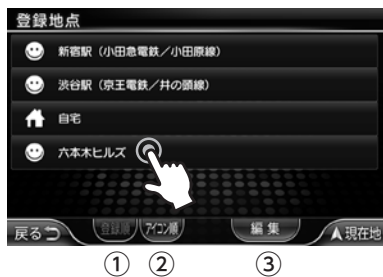 登録地点
新宿駅（小田急電鉄／小田原線）
渋谷駅（京王電鉄／井の頭線）
自宅
六本木ヒルズ
戻る 登録順 アイコン順 編集 現在地
① ② ③